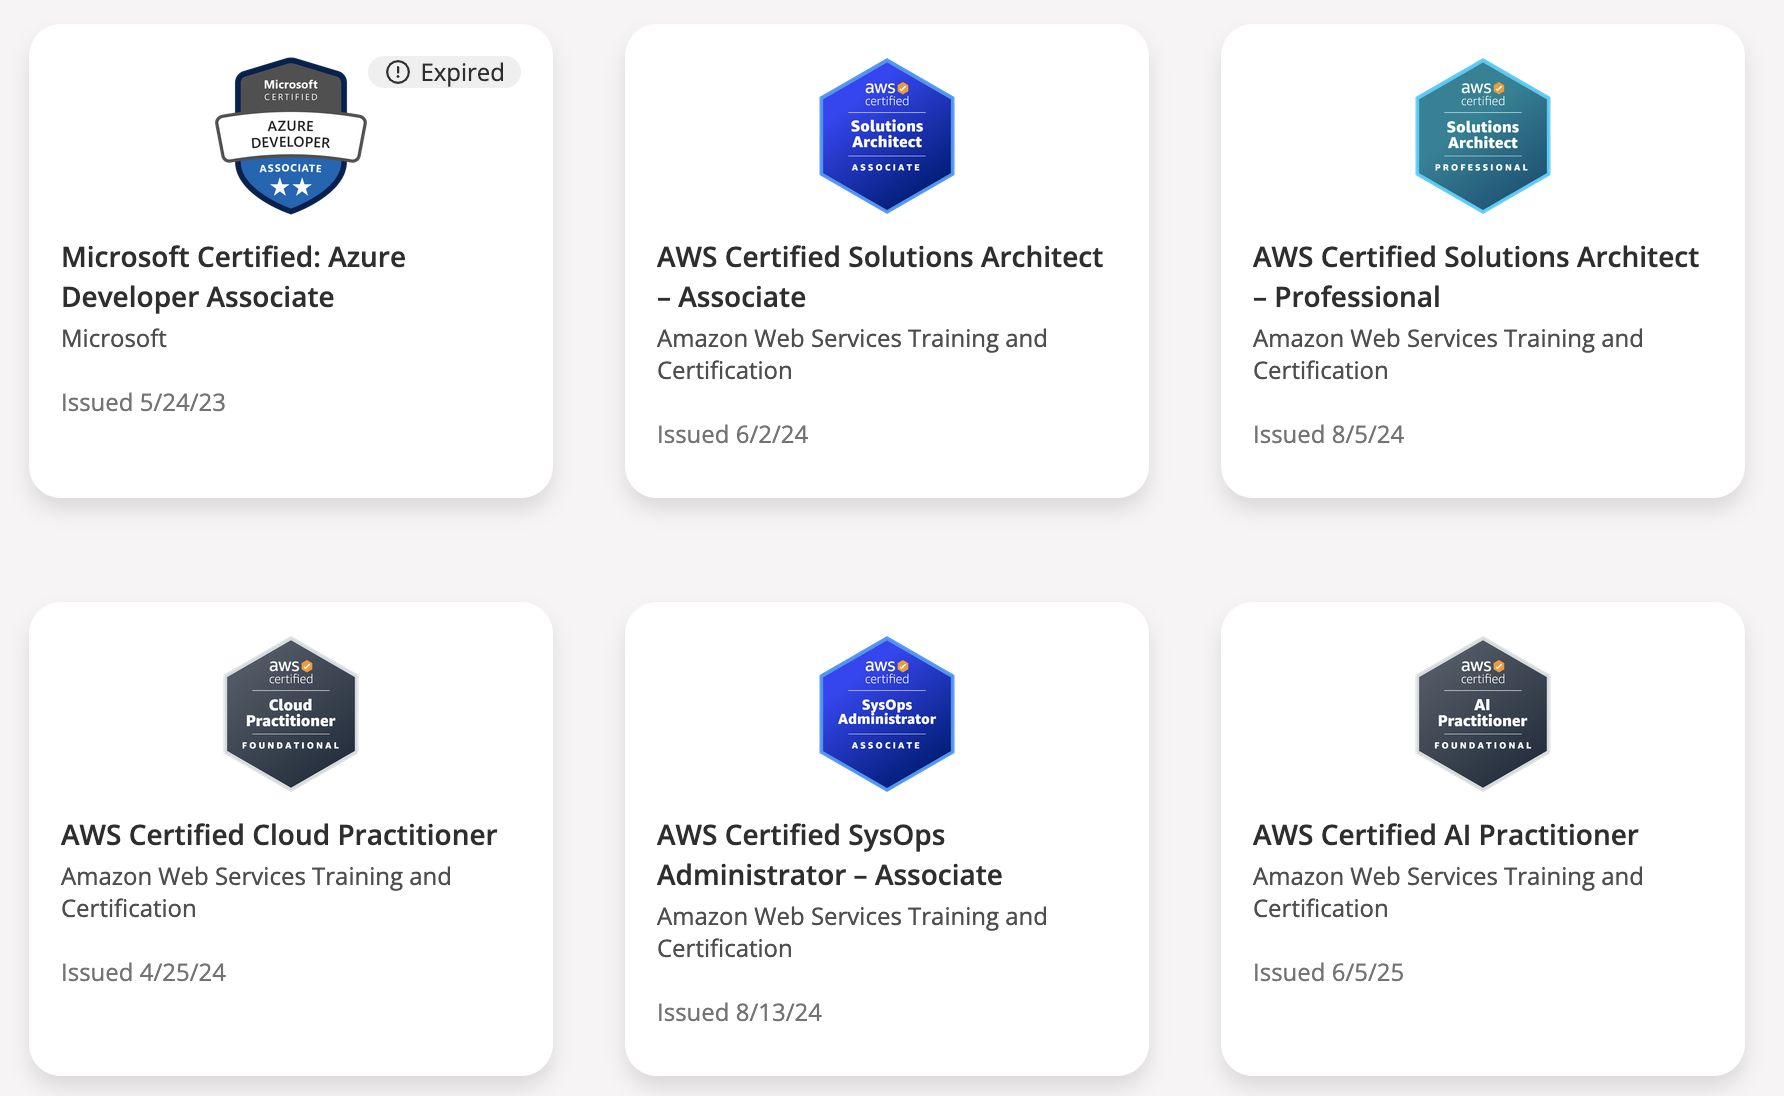 Microsoft
CERTIFIED
AZURE
DEVELOPER
ASSOCIATE
Expired
Microsoft Certified: Azure
Developer Associate
Microsoft
Issued 5/24/23
aws
certified
Solutions
Architect
ASSOCIATE
AWS Certified Solutions Architect
– Associate
Amazon Web Services Training and
Certification
Issued 6/2/24
aws
certified
Solutions
Architect
PROFESSIONAL
AWS Certified Solutions Architect
– Professional
Amazon Web Services Training and
Certification
Issued 8/5/24
aws
certified
Cloud
Practitioner
FOUNDATIONAL
AWS Certified Cloud Practitioner
Amazon Web Services Training and
Certification
Issued 4/25/24
aws
certified
SysOps
Administrator
ASSOCIATE
AWS Certified SysOps
Administrator – Associate
Amazon Web Services Training and
Certification
Issued 8/13/24
aws
certified
AI
Practitioner
FOUNDATIONAL
AWS Certified AI Practitioner
Amazon Web Services Training and
Certification
Issued 6/5/25